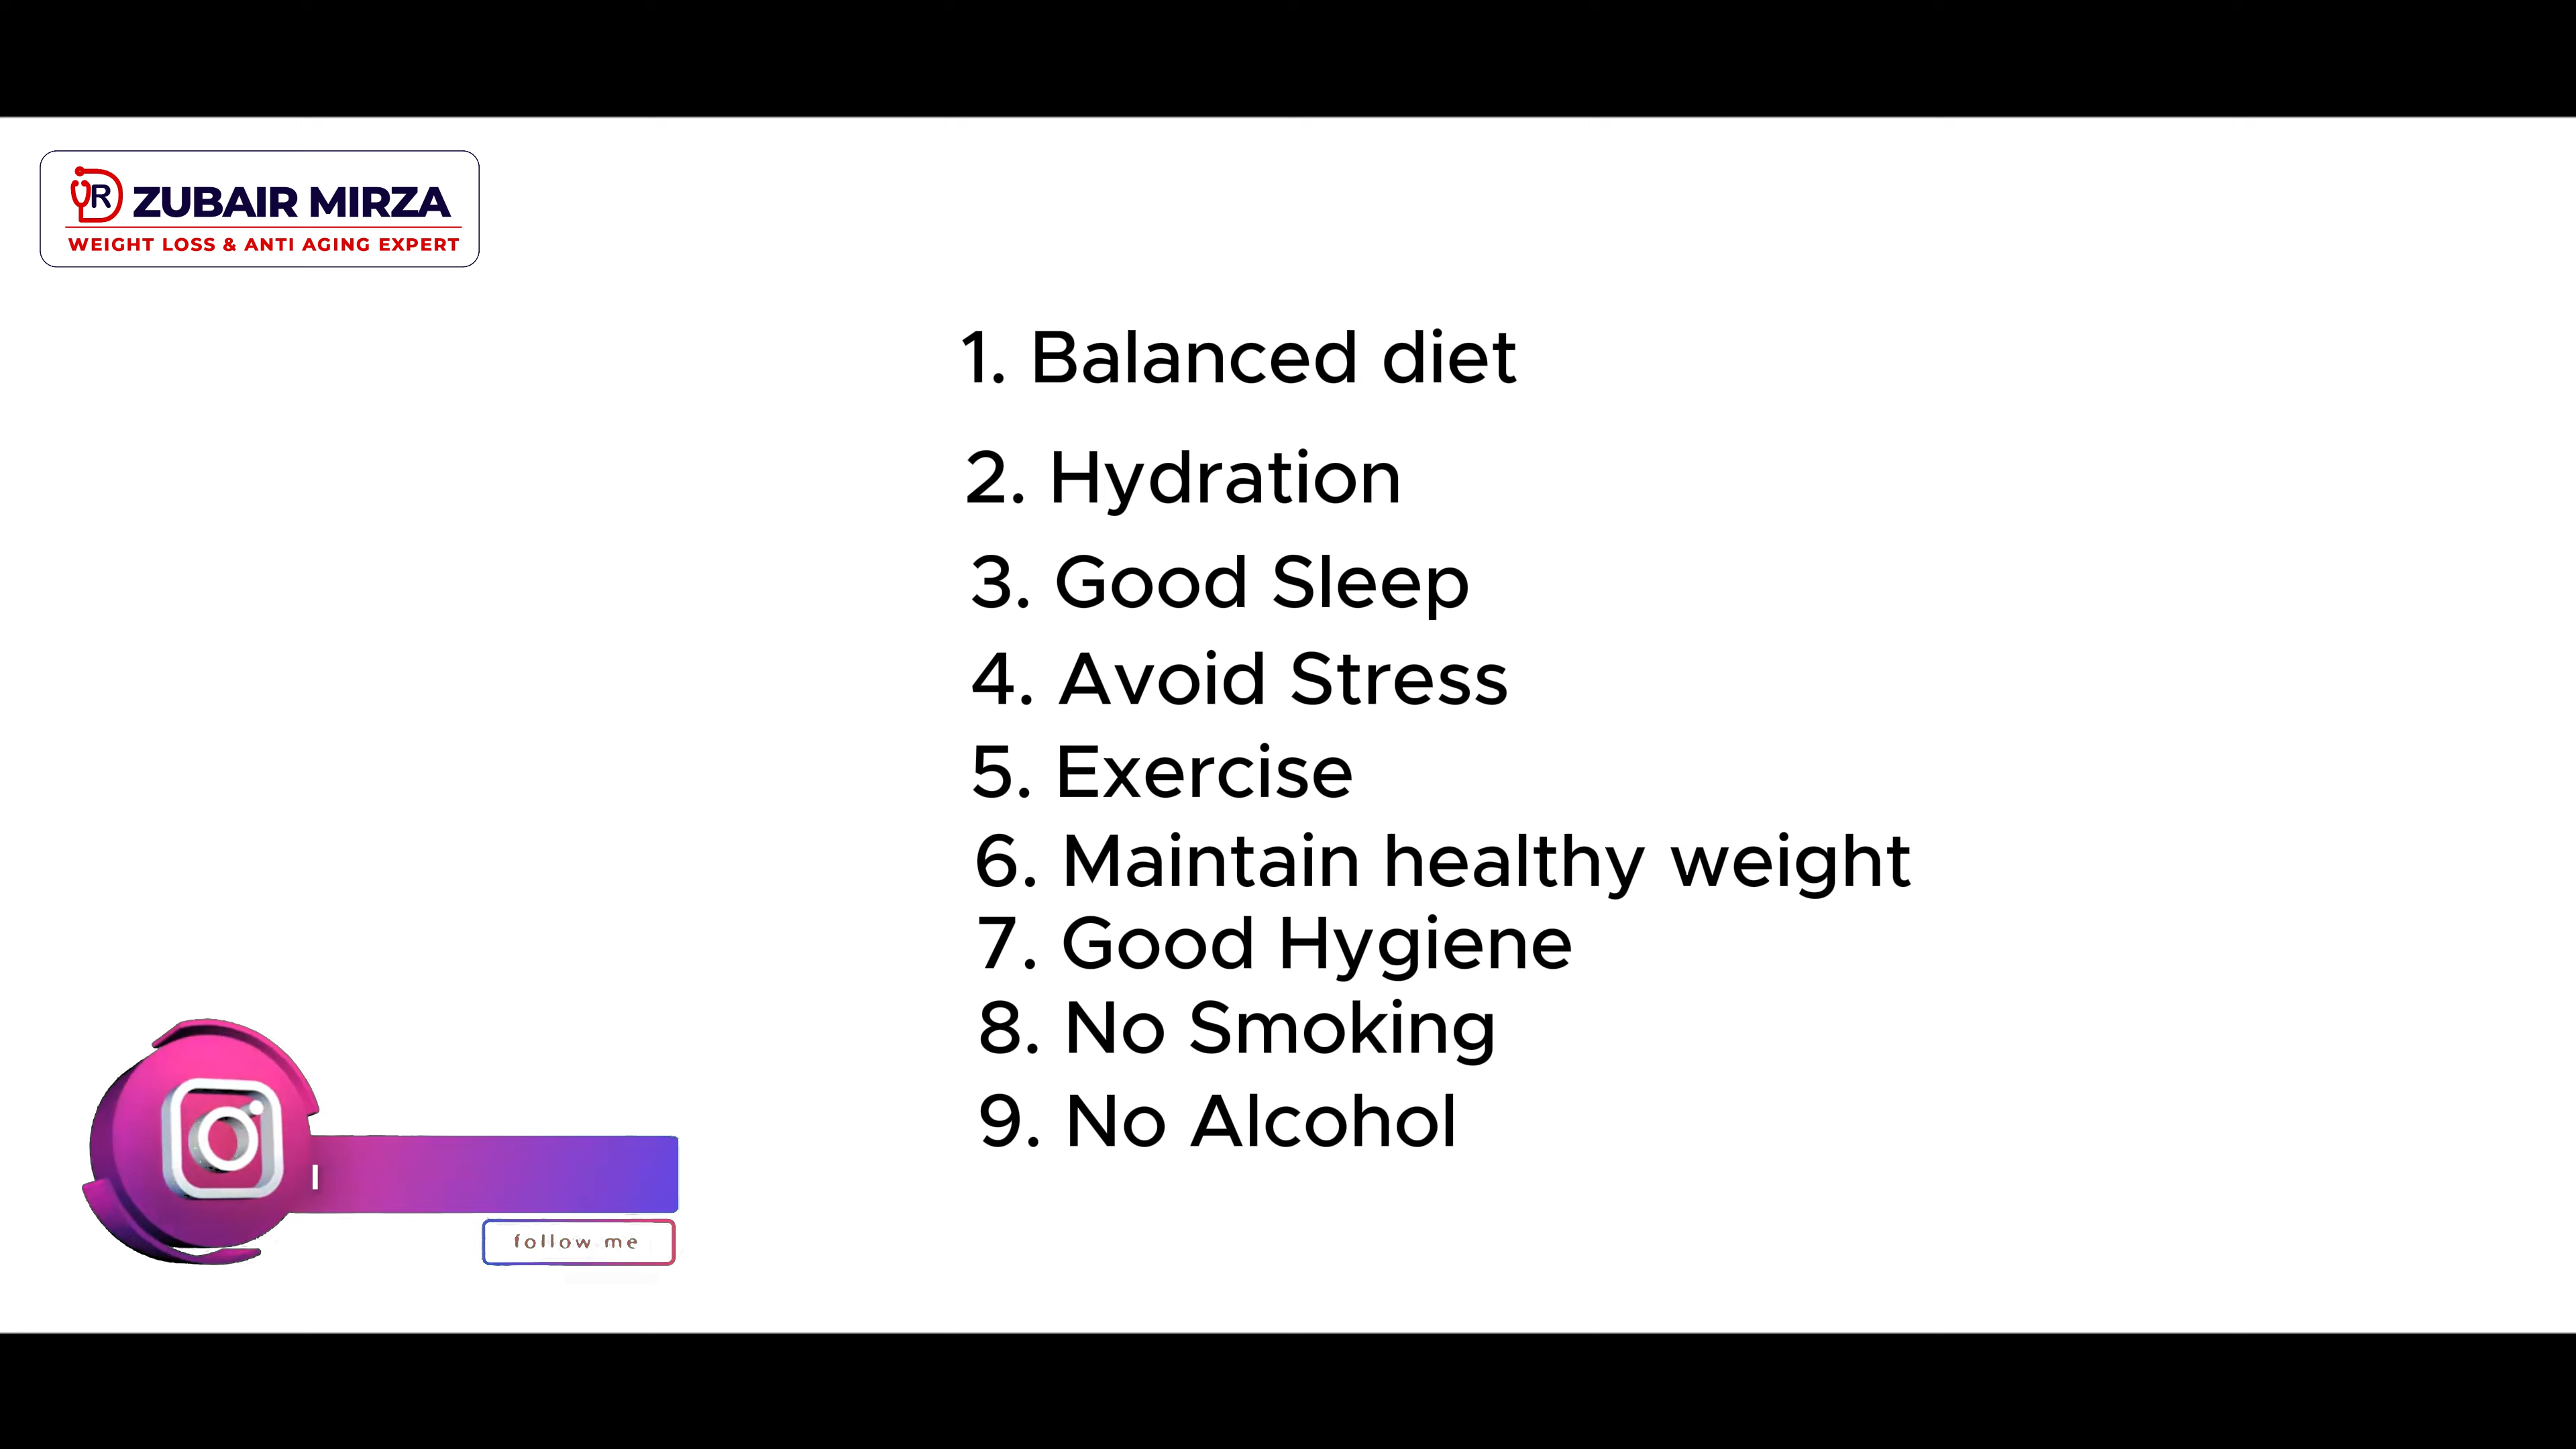 DR ZUBAIR MIRZA
WEIGHT LOSS & ANTI AGING EXPERT
1. Balanced diet
2. Hydration
3. Good Sleep
4. Avoid Stress
5. Exercise
6. Maintain healthy weight
7. Good Hygiene
8. No Smoking
9. No Alcohol
follow me